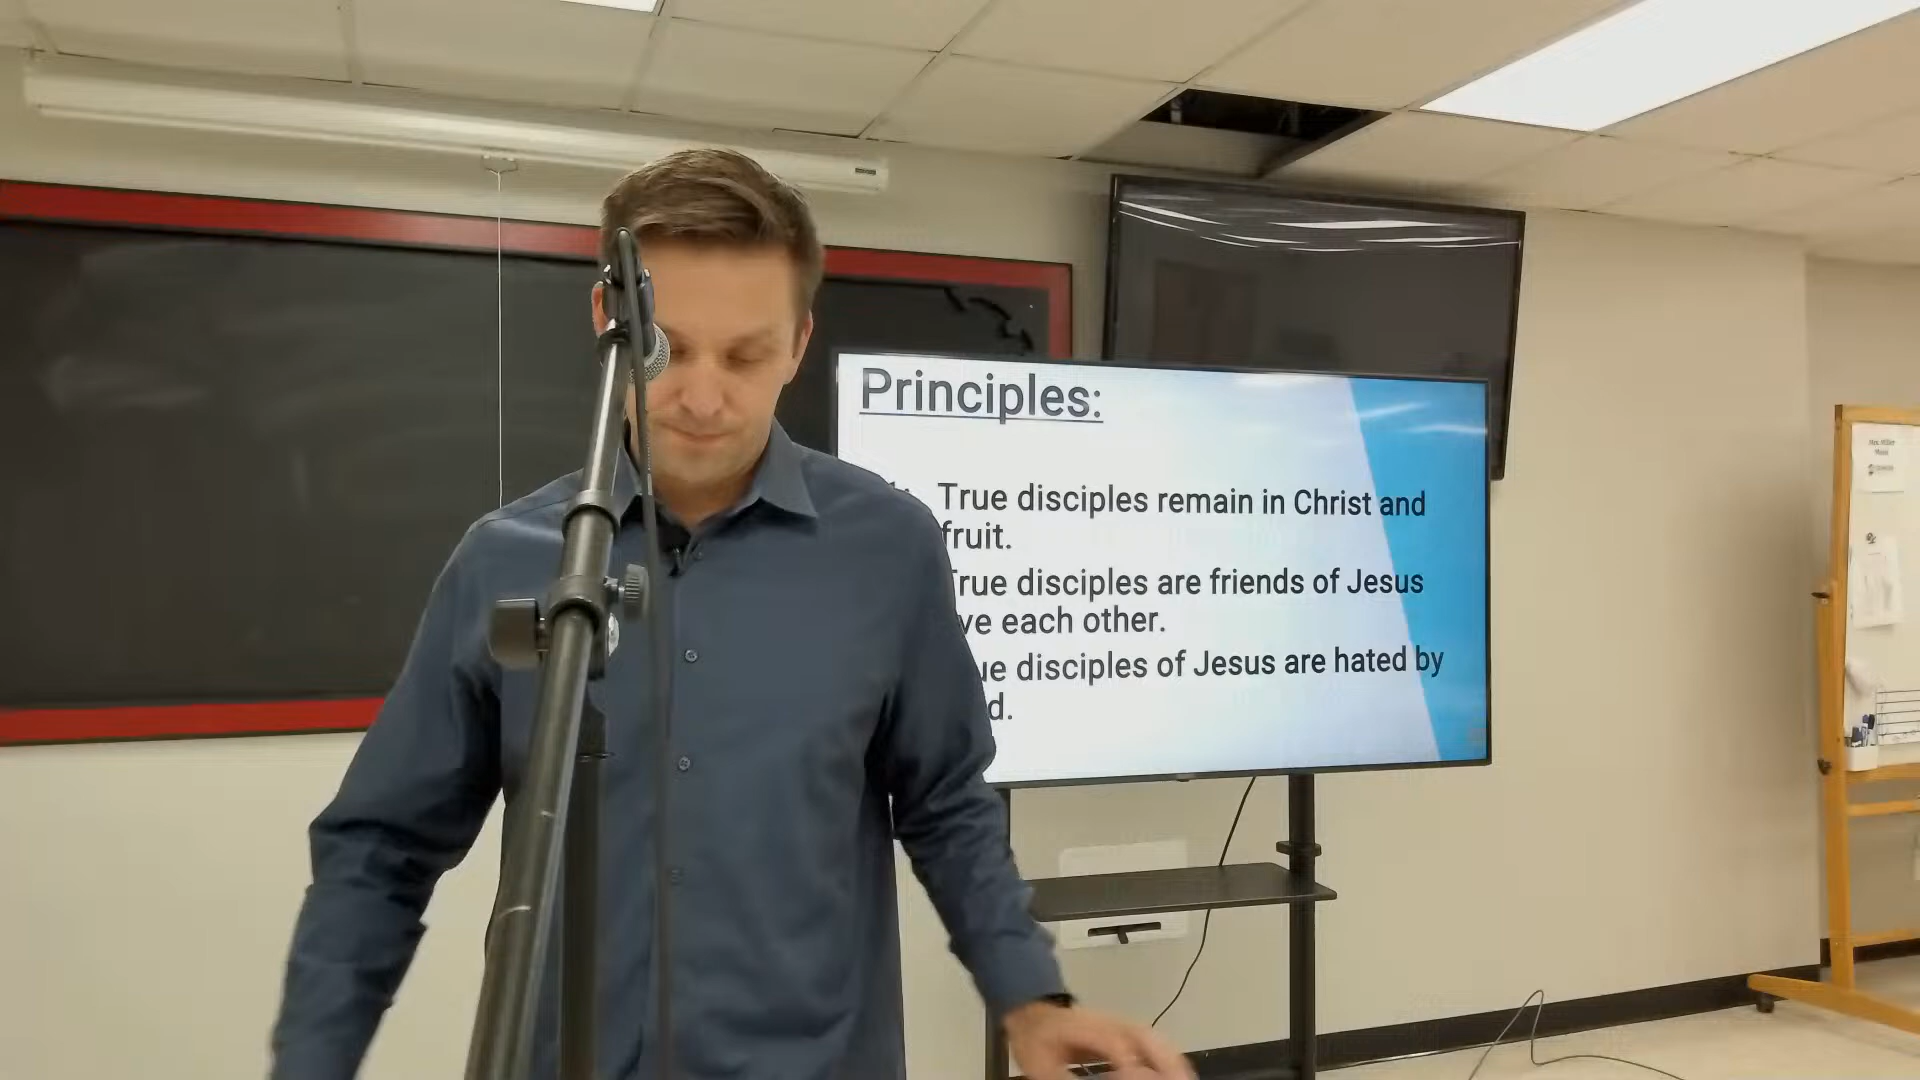 Principles:
True disciples remain in Christ and
fruit.
True disciples are friends of Jesus
each other.
disciples of Jesus are hated by